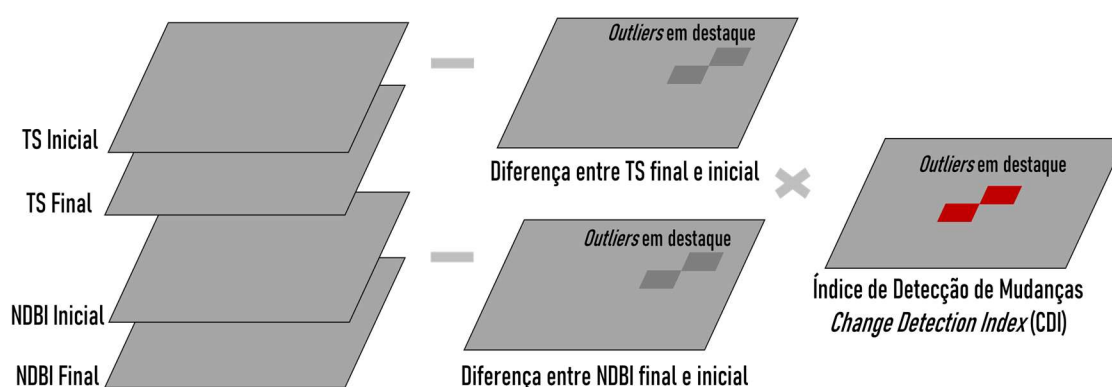 TS Inicial
TS Final
NDBI Inicial
NDBI Final
Outliers em destaque
Diferença entre TS final e inicial
Outliers em destaque
Diferença entre NDBI final e inicial
Outliers em destaque
Índice de Detecção de Mudanças
Change Detection Index (CDI)